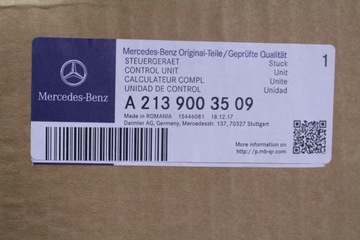 Mercedes-Benz Original-Teile/Geprüfte Qualität
STEUERGERAET Stuck 1
CONTROL UNIT Unit
CALCULATEUR COMPL Unite
UNIDAD DE CONTROL Unidad
Mercedes-Benz
A 213 900 35 09
Made in ROMANIA 15446081 18.12.17
Daimler AG, Germany, Mercedesstr. 137, 70327 Stuttgart
More information on
http://p.mb-qr.com